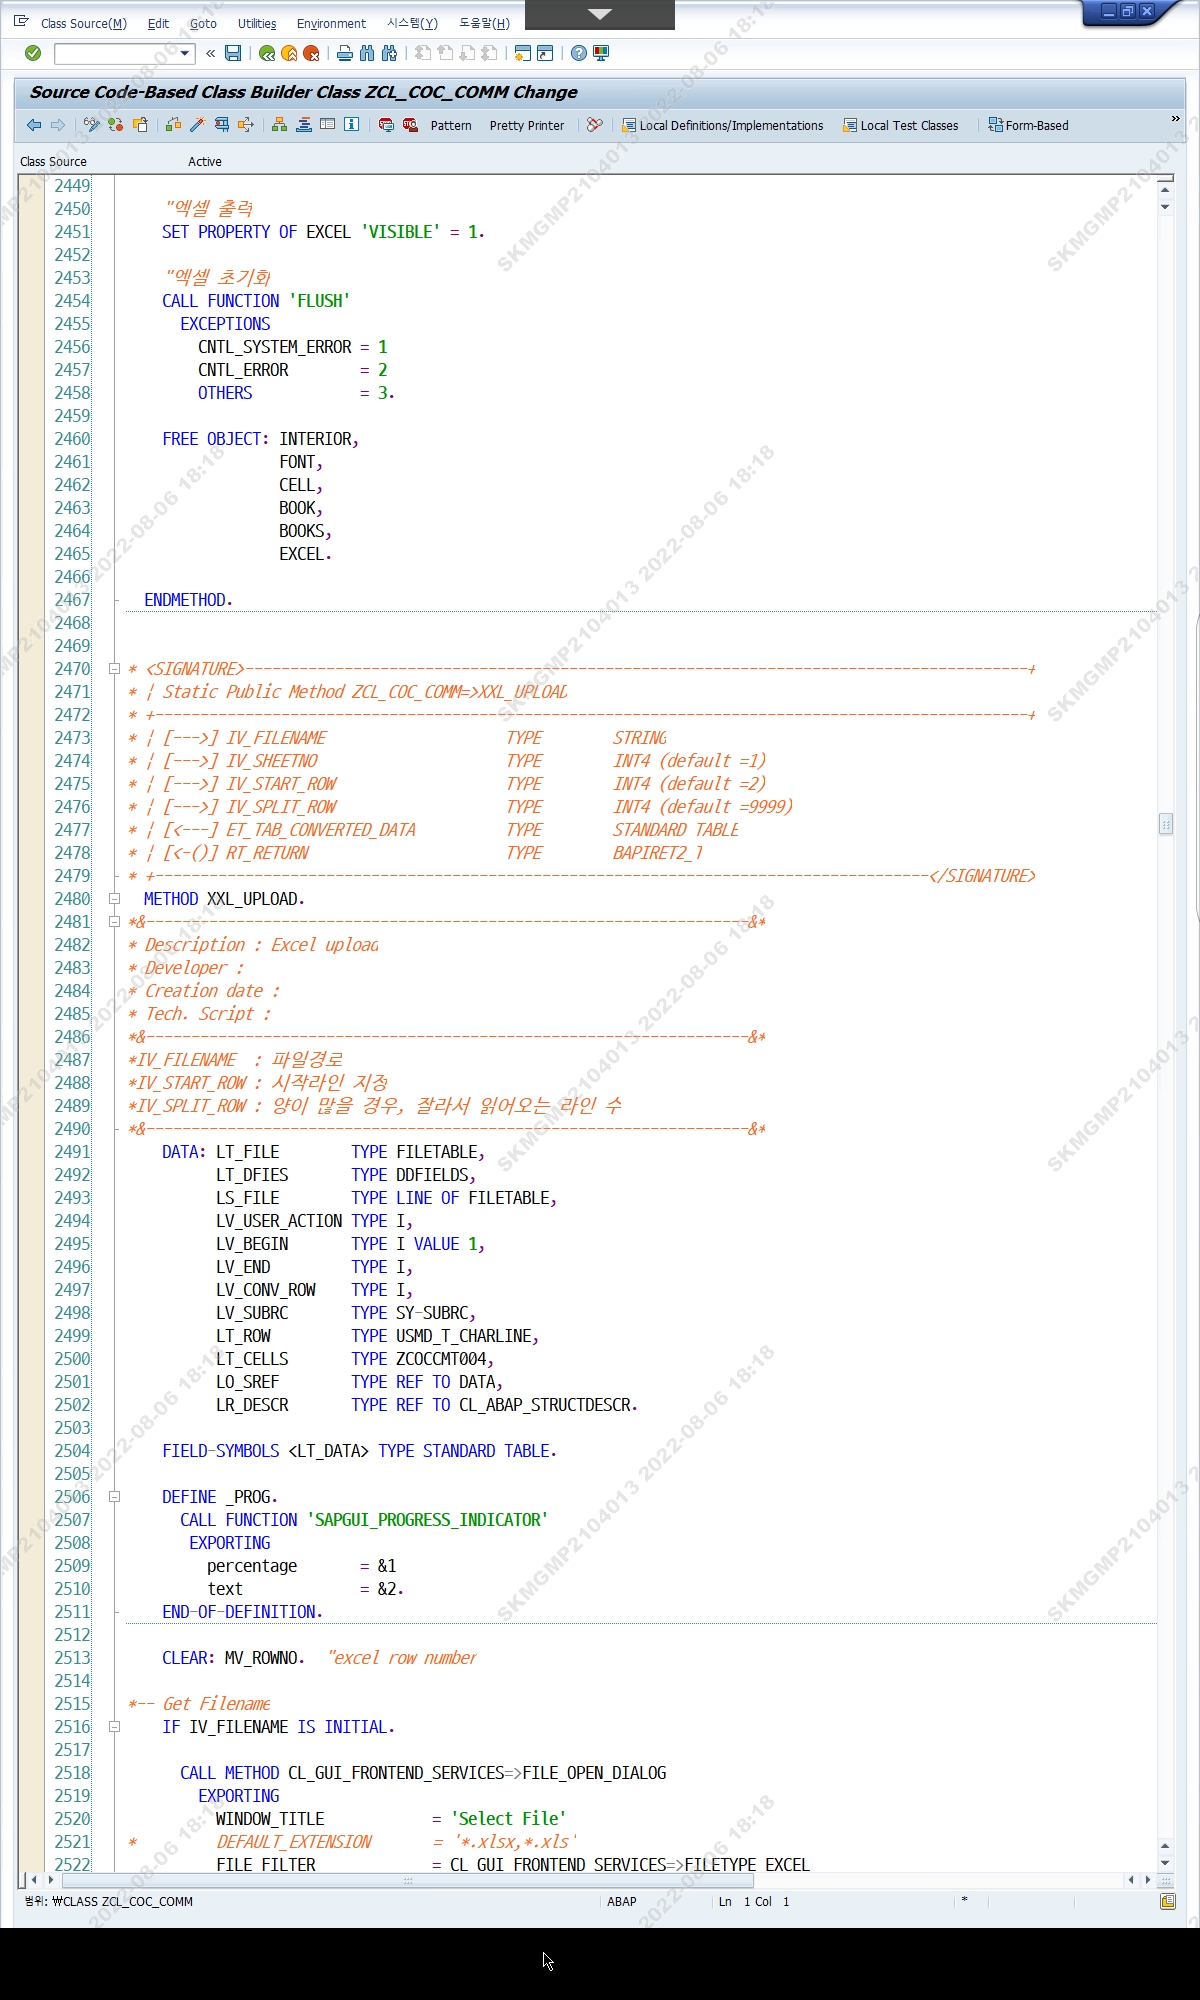 Class Source(M) Edit Goto Utilities Environment 시스템(Y) 도움말(H)
Source Code-Based Class Builder Class ZCL_COC_COMM Change
Pattern Pretty Printer Local Definitions/Implementations Local Test Classes Form-Based
Class Source Active
2449
2450 "엑셀 출력
2451 SET PROPERTY OF EXCEL 'VISIBLE' = 1.
2452
2453 "엑셀 초기화
2454 CALL FUNCTION 'FLUSH'
2455 EXCEPTIONS
2456 CNTL_SYSTEM_ERROR = 1
2457 CNTL_ERROR = 2
2458 OTHERS = 3.
2459
2460 FREE OBJECT: INTERIOR,
2461 FONT,
2462 CELL,
2463 BOOK,
2464 BOOKS,
2465 EXCEL.
2466
2467 ENDMETHOD.
2468
2469
2470 * <SIGNATURE>---------------------------------------------------------------------------------------+
2471 * | Static Public Method ZCL_COC_COMM=>XXL_UPLOAD
2472 * +-------------------------------------------------------------------------------------------------+
2473 * | [--->] IV_FILENAME TYPE STRING
2474 * | [--->] IV_SHEETNO TYPE INT4 (default =1)
2475 * | [--->] IV_START_ROW TYPE INT4 (default =2)
2476 * | [--->] IV_SPLIT_ROW TYPE INT4 (default =9999)
2477 * | [<---] ET_TAB_CONVERTED_DATA TYPE STANDARD TABLE
2478 * | [<-()] RT_RETURN TYPE BAPIRET2_T
2479 * +--------------------------------------------------------------------------------------</SIGNATURE>
2480 METHOD XXL_UPLOAD.
2481 *&-------------------------------------------------------------------&*
2482 * Description : Excel upload
2483 * Developer :
2484 * Creation date :
2485 * Tech. Script :
2486 *&-------------------------------------------------------------------&*
2487 *IV_FILENAME : 파일경로
2488 *IV_START_ROW : 시작라인 지정
2489 *IV_SPLIT_ROW : 양이 많을 경우, 잘라서 읽어오는 라인 수
2490 *&-------------------------------------------------------------------&*
2491 DATA: LT_FILE TYPE FILETABLE,
2492 LT_DFIES TYPE DDFIELDS,
2493 LS_FILE TYPE LINE OF FILETABLE,
2494 LV_USER_ACTION TYPE I,
2495 LV_BEGIN TYPE I VALUE 1,
2496 LV_END TYPE I,
2497 LV_CONV_ROW TYPE I,
2498 LV_SUBRC TYPE SY-SUBRC,
2499 LT_ROW TYPE USMD_T_CHARLINE,
2500 LT_CELLS TYPE ZCOCCMT004,
2501 LO_SREF TYPE REF TO DATA,
2502 LR_DESCR TYPE REF TO CL_ABAP_STRUCTDESCR.
2503
2504 FIELD-SYMBOLS <LT_DATA> TYPE STANDARD TABLE.
2505
2506 DEFINE _PROG.
2507 CALL FUNCTION 'SAPGUI_PROGRESS_INDICATOR'
2508 EXPORTING
2509 percentage = &1
2510 text = &2.
2511 END-OF-DEFINITION.
2512
2513 CLEAR: MV_ROWNO. "excel row number
2514
2515 *-- Get Filename
2516 IF IV_FILENAME IS INITIAL.
2517
2518 CALL METHOD CL_GUI_FRONTEND_SERVICES=>FILE_OPEN_DIALOG
2519 EXPORTING
2520 WINDOW_TITLE = 'Select File'
2521 * DEFAULT_EXTENSION = '*.xlsx,*.xls'
2522 FILE_FILTER = CL_GUI_FRONTEND_SERVICES=>FILETYPE_EXCEL
범위: ₩CLASS ZCL_COC_COMM ABAP Ln 1 Col 1 *
SKMGMP2104013 2022-08-06 18:18